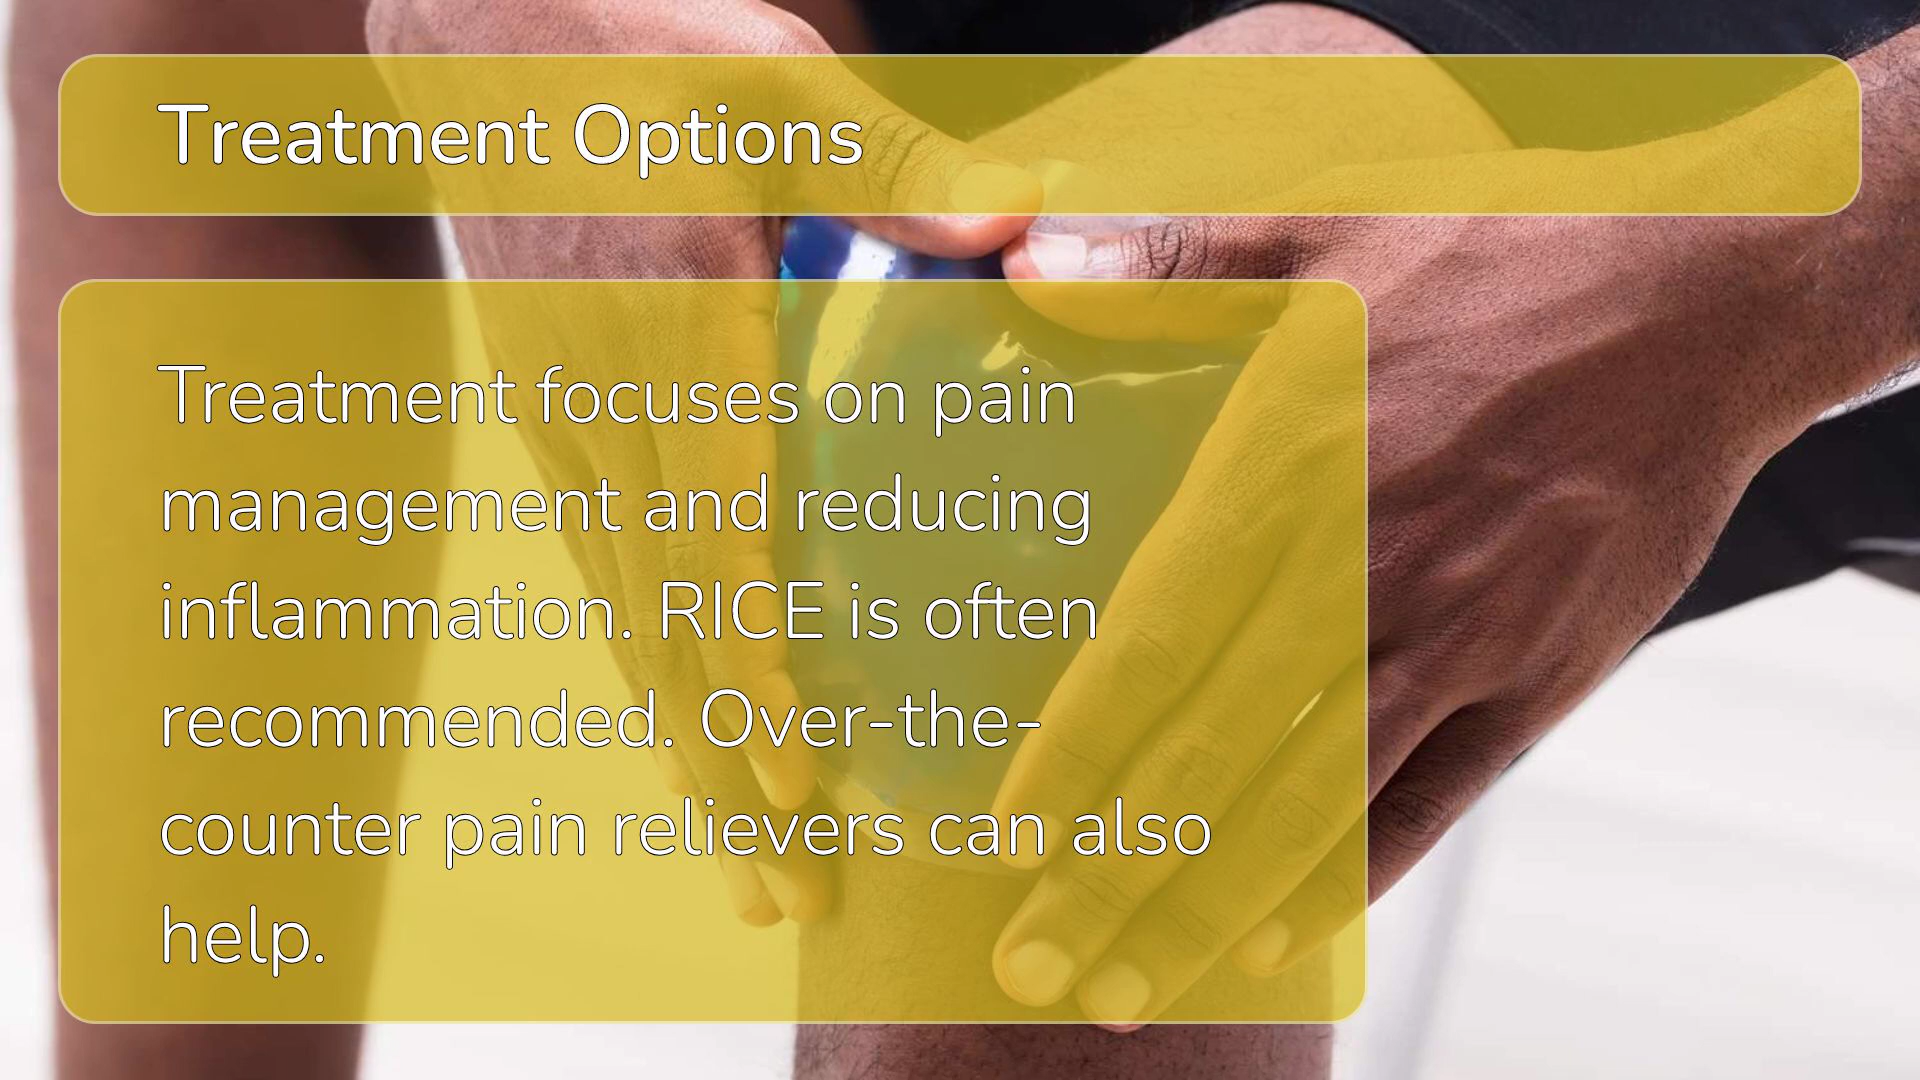 Treatment Options
Treatment focuses on pain
management and reducing
inflammation. RICE is often
recommended. Over-the-
counter pain relievers can also
help.